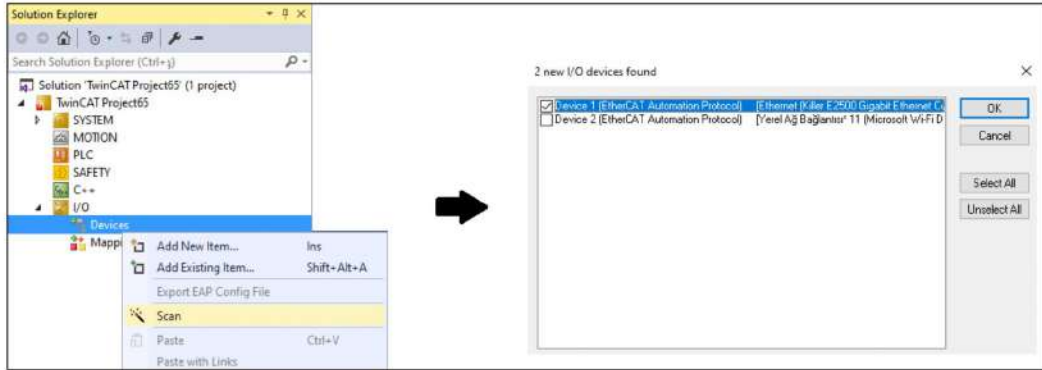 Solution Explorer
Search Solution Explorer (Ctrl+ş)
Solution 'TwinCAT Project65' (1 project)
TwinCAT Project65
SYSTEM
MOTION
PLC
SAFETY
C++
I/O
Devices
Mappi
Add New Item... Ins
Add Existing Item... Shift+Alt+A
Export EAP Config File
Scan
Paste Ctrl+V
Paste with Links
2 new I/O devices found
Device 1 (EtherCAT Automation Protocol) [Ethernet (Killer E2500 Gigabit Ethernet C
Device 2 (EtherCAT Automation Protocol) [Yerel Ağ Bağlantısı* 11 (Microsoft Wi-Fi D
OK
Cancel
Select All
Unselect All